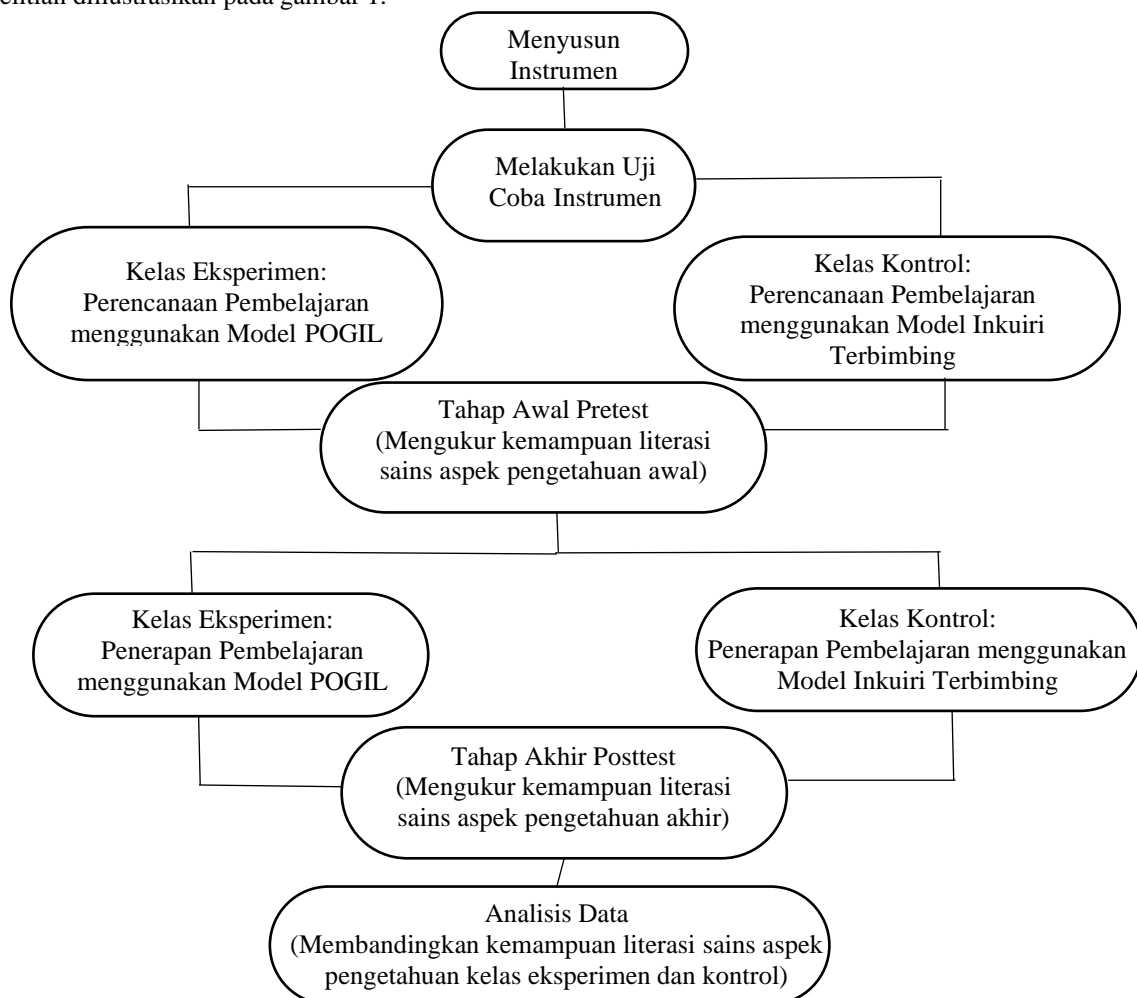 diilustrasikan pada gambar 1.
Menyusun
Instrumen
Melakukan Uji
Coba Instrumen
Kelas Eksperimen:
Perencanaan Pembelajaran
menggunakan Model POGIL
Kelas Kontrol:
Perencanaan Pembelajaran
menggunakan Model Inkuiri
Terbimbing
Tahap Awal Pretest
(Mengukur kemampuan literasi
sains aspek pengetahuan awal)
Kelas Eksperimen:
Penerapan Pembelajaran
menggunakan Model POGIL
Kelas Kontrol:
Penerapan Pembelajaran menggunakan
Model Inkuiri Terbimbing
Tahap Akhir Posttest
(Mengukur kemampuan literasi
sains aspek pengetahuan akhir)
Analisis Data
(Membandingkan kemampuan literasi sains aspek
pengetahuan kelas eksperimen dan kontrol)